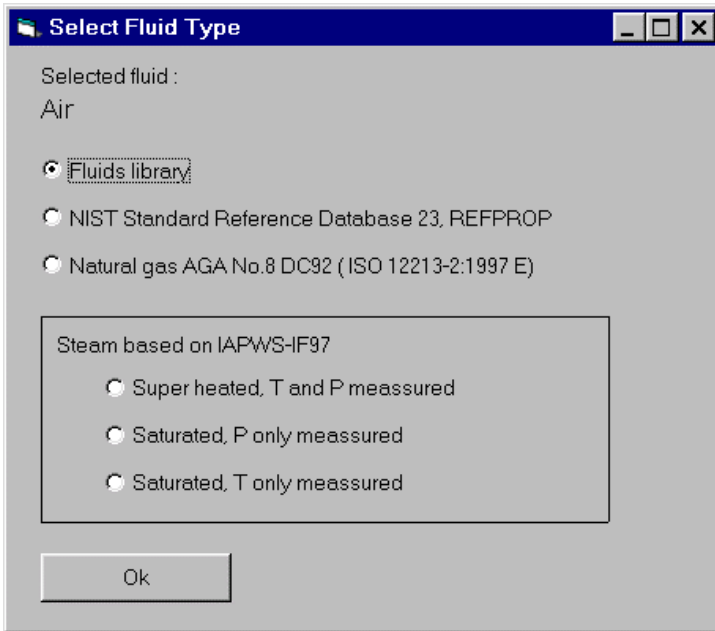 Select Fluid Type
Selected fluid :
Air
Fluids library
NIST Standard Reference Database 23, REFPROP
Natural gas AGA No.8 DC92 ( ISO 12213-2:1997 E)
Steam based on IAPWS-IF97
Super heated, T and P meassured
Saturated, P only meassured
Saturated, T only meassured
Ok